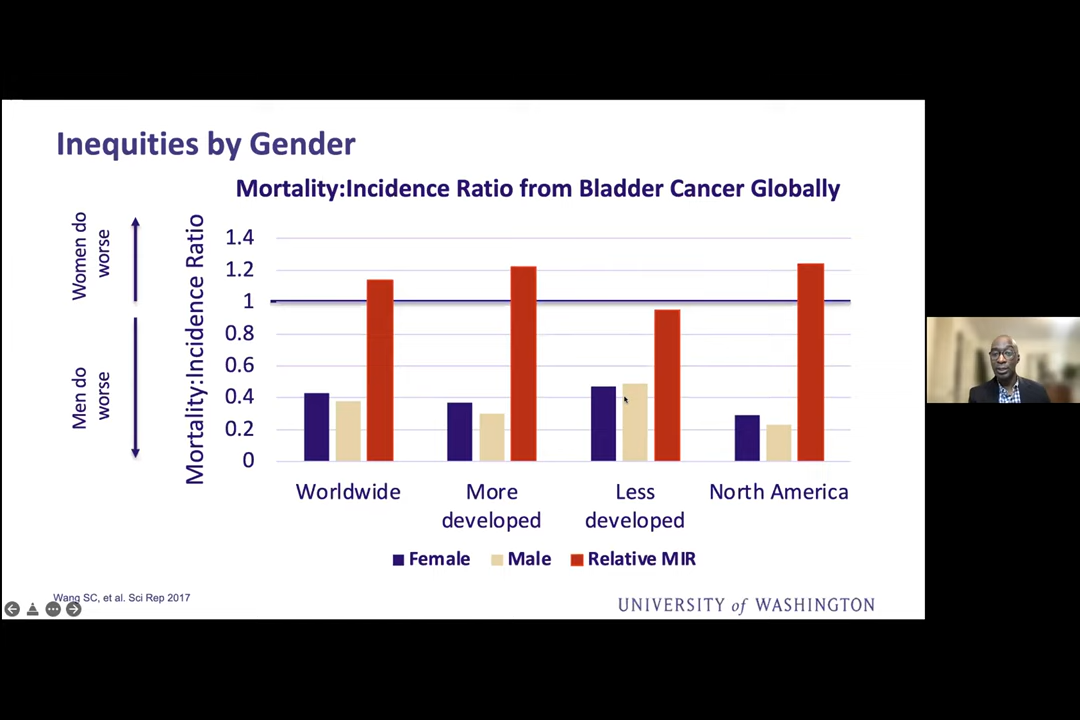 Inequities by Gender
Mortality:Incidence Ratio from Bladder Cancer Globally
Women do
worse
Men do
worse
Mortality:Incidence Ratio
1.4
1.2
1
0.8
0.6
0.4
0.2
0
Worldwide
More
developed
Less
developed
North America
Female
Male
Relative MIR
Wang SC, et al. Sci Rep 2017
UNIVERSITY of WASHINGTON